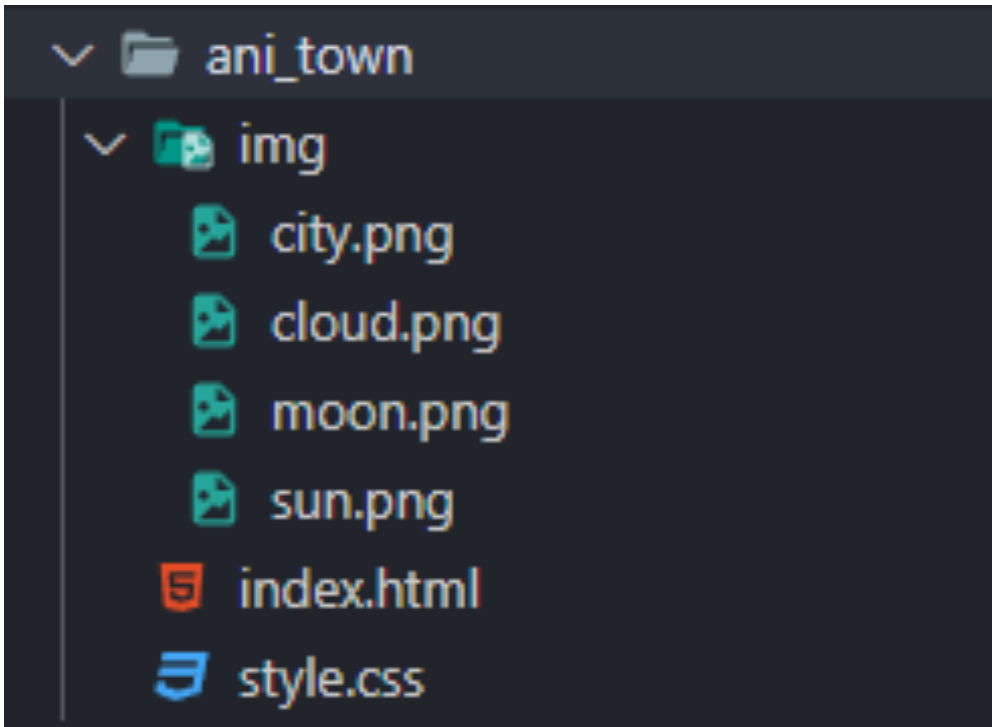 ani_town
img
city.png
cloud.png
moon.png
sun.png
index.html
style.css